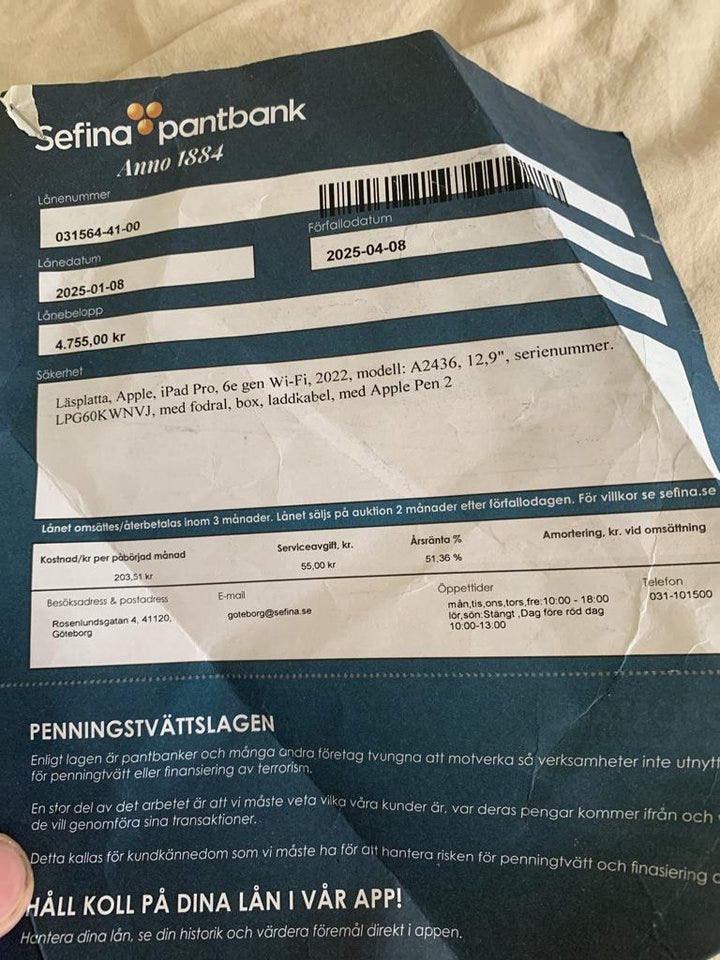 Sefina pantbank
Anno 1884
Lånenummer
031564-41-00
Förfallodatum
2025-04-08
Lånedatum
2025-01-08
Lånebelopp
4.755,00 kr
Säkerhet
Läsplatta, Apple, iPad Pro, 6e gen Wi-Fi, 2022, modell: A2436, 12,9", serienummer.
LPG60KWNVJ, med fodral, box, laddkabel, med Apple Pen 2
Lånet omsättes/återbetalas inom 3 månader. Lånet säljs på auktion 2 månader efter förfallodagen. För villkor se sefina.se
Kostnad/kr per påbörjad månad Serviceavgift, kr. Årsränta % Amortering, kr. vid omsättning
203,51 kr 55,00 kr 51,36 %
Besöksadress & postadress E-mail Öppettider Telefon
Rosenlundsgatan 4, 41120, goteborg@sefina.se mån,tis,ons,tors,fre:10:00 - 18:00 031-101500
Göteborg lör,sön:Stängt ,Dag före röd dag
10:00-13:00
PENNINGSTVÄTTSLAGEN
Enligt lagen är pantbanker och många andra företag tvungna att motverka så verksamheter inte utnytt
för penningtvätt eller finansiering av terrorism.
En stor del av det arbetet är att vi måste veta vilka våra kunder är, var deras pengar kommer ifrån och
de vill genomföra sina transaktioner.
Detta kallas för kundkännedom som vi måste ha för att hantera risken för penningtvätt och finasiering
HÅLL KOLL PÅ DINA LÅN I VÅR APP!
Hantera dina lån, se din historik och värdera föremål direkt i appen.